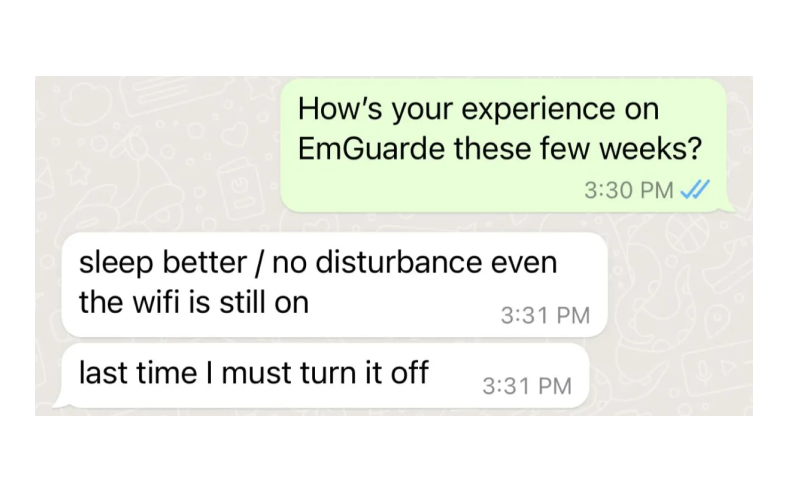 How's your experience on
EmGuarde these few weeks?
3:30 PM
sleep better / no disturbance even
the wifi is still on
3:31 PM
last time I must turn it off
3:31 PM